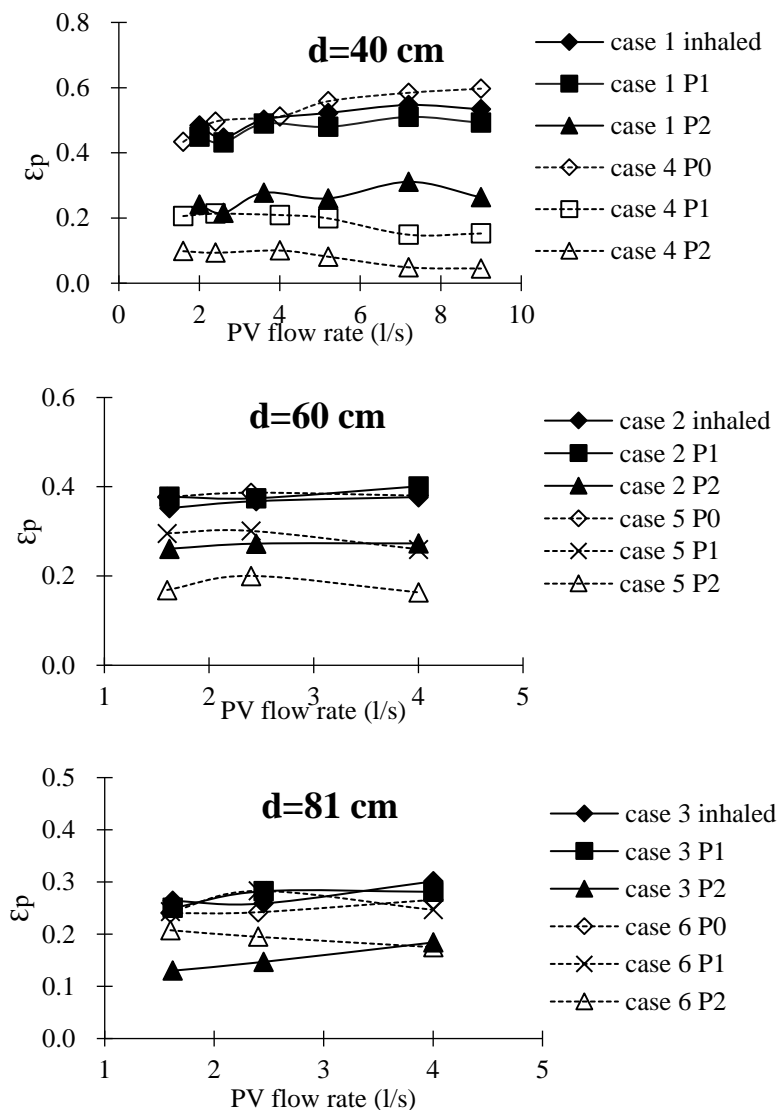 0.8
d=40 cm
0.6
0.4
εp
0.2
0.0
0 2 4 6 8 10
PV flow rate (l/s)
case 1 inhaled
case 1 P1
case 1 P2
case 4 P0
case 4 P1
case 4 P2
0.6
d=60 cm
0.4
εp
0.2
0.0
1 2 3 4 5
PV flow rate (l/s)
case 2 inhaled
case 2 P1
case 2 P2
case 5 P0
case 5 P1
case 5 P2
0.5
d=81 cm
0.4
0.3
εp
0.2
0.1
0.0
1 2 3 4 5
PV flow rate (l/s)
case 3 inhaled
case 3 P1
case 3 P2
case 6 P0
case 6 P1
case 6 P2